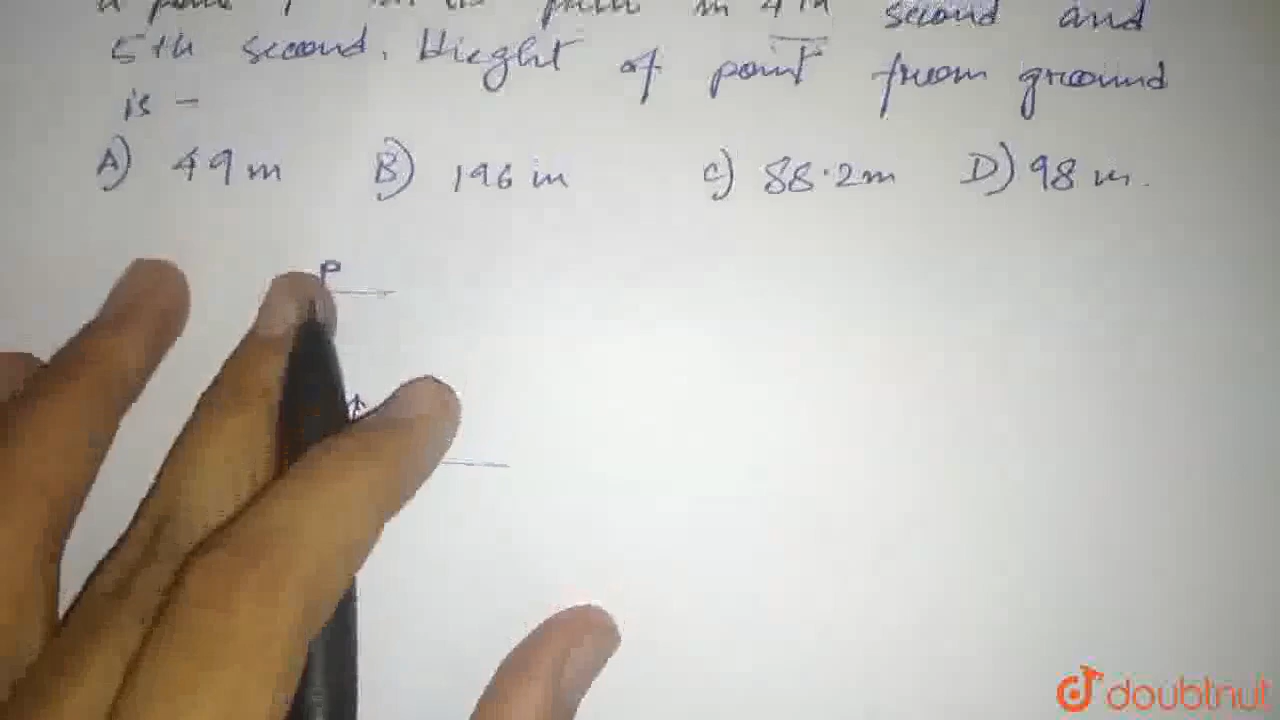 second and
5th second. Hieght of point from ground
is -
A) 49 m B) 196 m C) 88.2m D) 98 m.
P
doubtnut